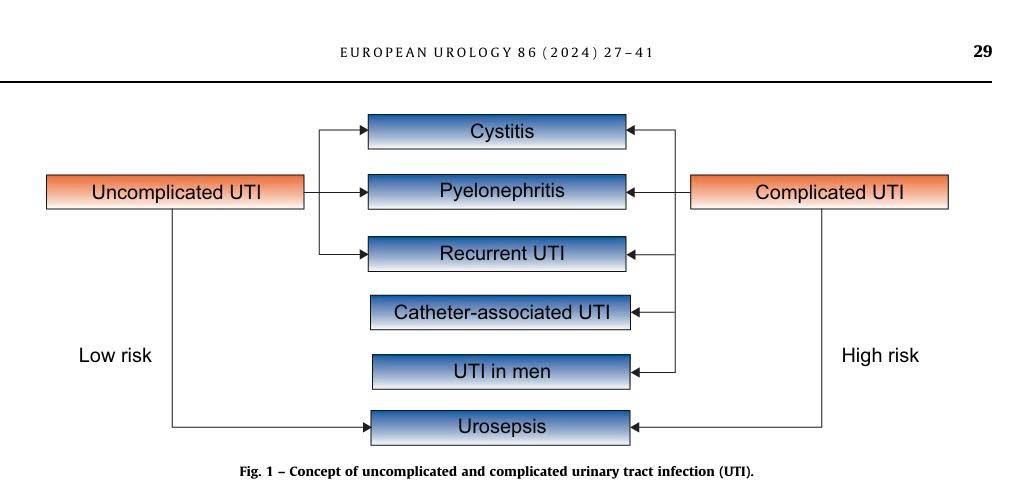 EUROPEAN UROLOGY 86 (2024) 27–41
29
Cystitis
Uncomplicated UTI
Pyelonephritis
Complicated UTI
Recurrent UTI
Catheter-associated UTI
Low risk
High risk
UTI in men
Urosepsis
Fig. 1 – Concept of uncomplicated and complicated urinary tract infection (UTI).